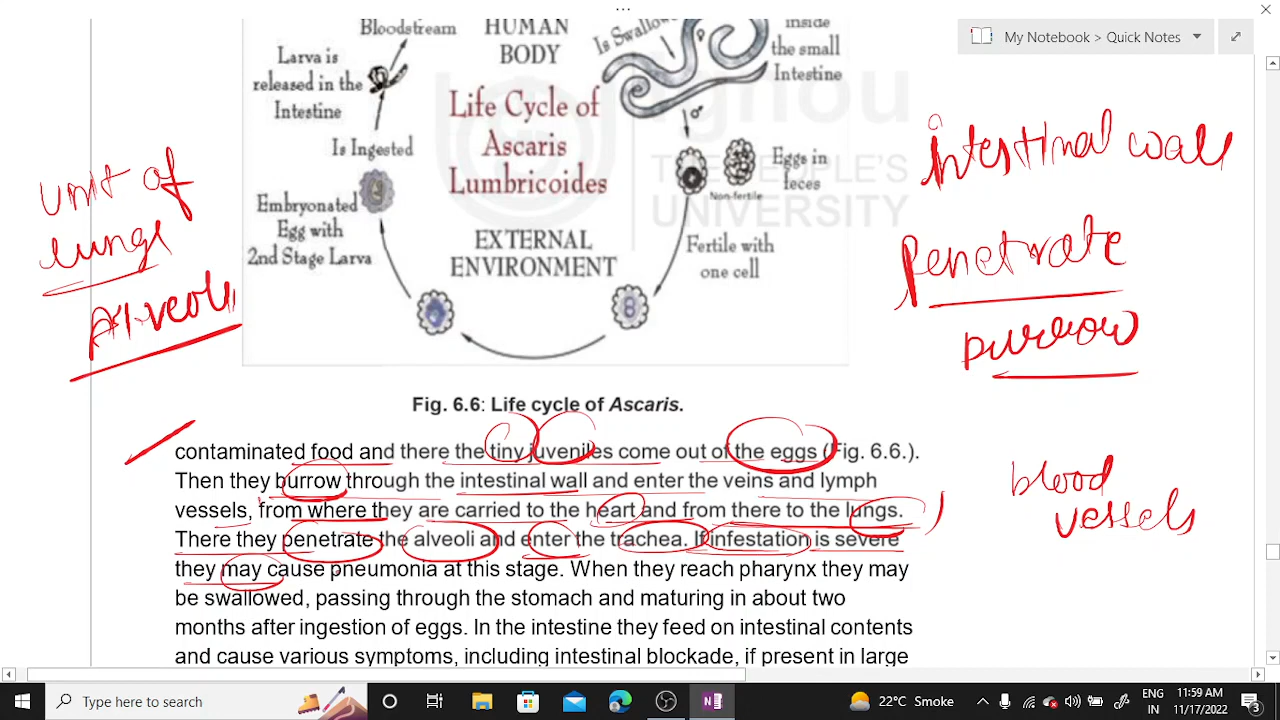 ...
My Notebook > Quick Notes
Bloodstream
HUMAN
BODY
Is Swallow
inside
the small
Intestine
Larva is
released in the
Intestine
Life Cycle of
Ascaris
Lumbricoides
♀
♂
Is Ingested
Eggs in
feces
Non-fertile
Embryonated
Egg with
2nd Stage Larva
EXTERNAL
ENVIRONMENT
Fertile with
one cell
THE PEOPLE'S
UNIVERSITY
ignou
unit of
lungs
Alveoli
intestinal wall
Penetrate
burrow
blood
vessels
Fig. 6.6: Life cycle of Ascaris.
contaminated food and there the tiny juveniles come out of the eggs (Fig. 6.6.).
Then they burrow through the intestinal wall and enter the veins and lymph
vessels, from where they are carried to the heart and from there to the lungs.
There they penetrate the alveoli and enter the trachea. If infestation is severe
they may cause pneumonia at this stage. When they reach pharynx they may
be swallowed, passing through the stomach and maturing in about two
months after ingestion of eggs. In the intestine they feed on intestinal contents
and cause various symptoms, including intestinal blockade, if present in large
Type here to search
22°C Smoke
ENG
IN
11:59 AM
11/17/2022
3